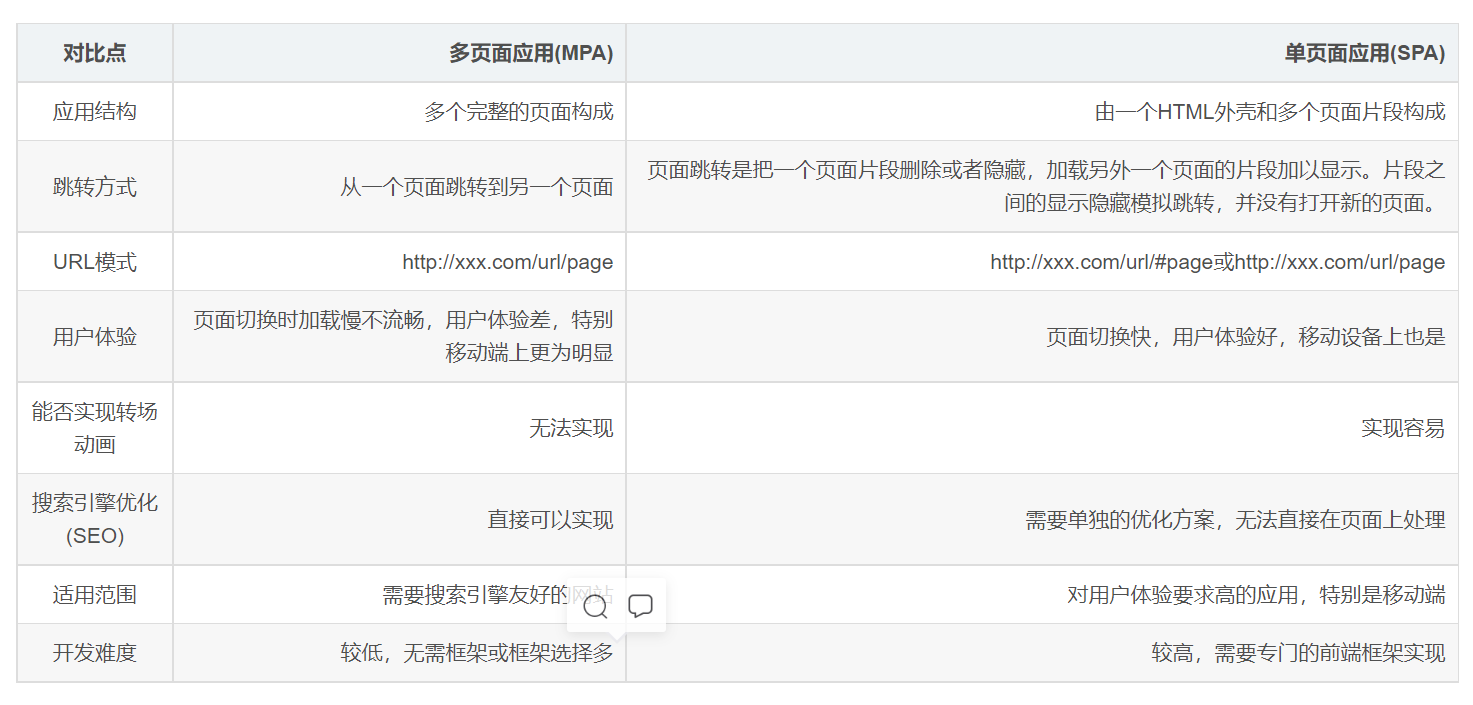 对比点 多页面应用(MPA) 单页面应用(SPA)
应用结构 多个完整的页面构成 由一个HTML外壳和多个页面片段构成
跳转方式 从一个页面跳转到另一个页面 页面跳转是把一个页面片段删除或者隐藏，加载另外一个页面的片段加以显示。片段之
间的显示隐藏模拟跳转，并没有打开新的页面。
URL模式 http://xxx.com/url/page http://xxx.com/url/#page或http://xxx.com/url/page
用户体验 页面切换时加载慢不流畅，用户体验差，特别
移动端上更为明显 页面切换快，用户体验好，移动设备上也是
能否实现转场
动画 无法实现 实现容易
搜索引擎优化
(SEO) 直接可以实现 需要单独的优化方案，无法直接在页面上处理
适用范围 需要搜索引擎友好的网站 对用户体验要求高的应用，特别是移动端
开发难度 较低，无需框架或框架选择多 较高，需要专门的前端框架实现